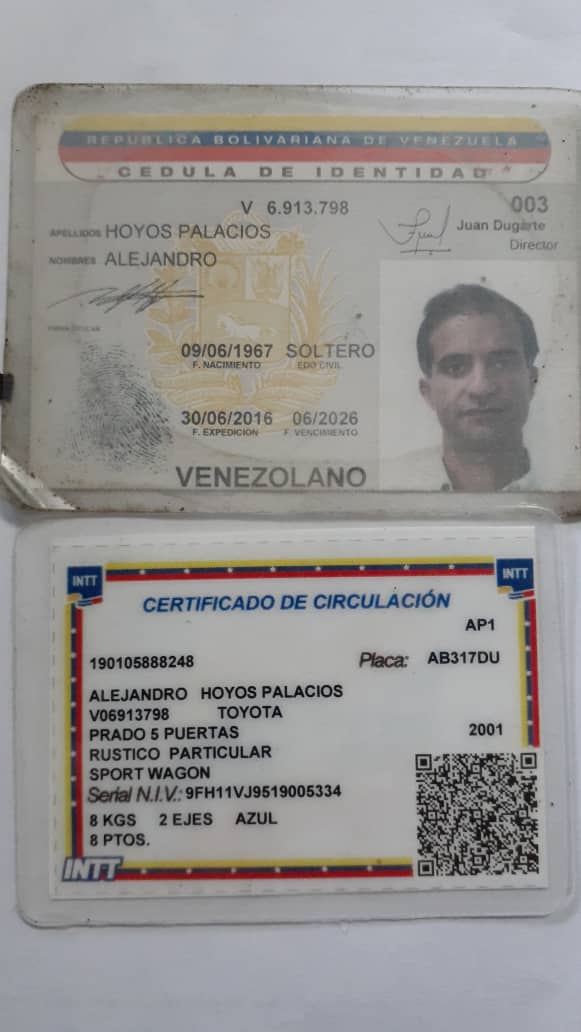 REPUBLICA BOLIVARIANA DE VENEZUELA
CEDULA DE IDENTIDAD
V 6.913.798
003
APELLIDOS HOYOS PALACIOS
Juan Dugarte
Director
NOMBRES ALEJANDRO
FIRMA TITULAR
09/06/1967 SOLTERO
F. NACIMIENTO EDO CIVIL
30/06/2016 06/2026
F. EXPEDICION F. VENCIMIENTO
VENEZOLANO
INTT
INTT
CERTIFICADO DE CIRCULACIÓN
AP1
190105888248 Placa: AB317DU
ALEJANDRO HOYOS PALACIOS
V06913798 TOYOTA
PRADO 5 PUERTAS 2001
RUSTICO PARTICULAR
SPORT WAGON
Serial N.I.V.: 9FH11VJ9519005334
8 KGS 2 EJES AZUL
8 PTOS.
INTT